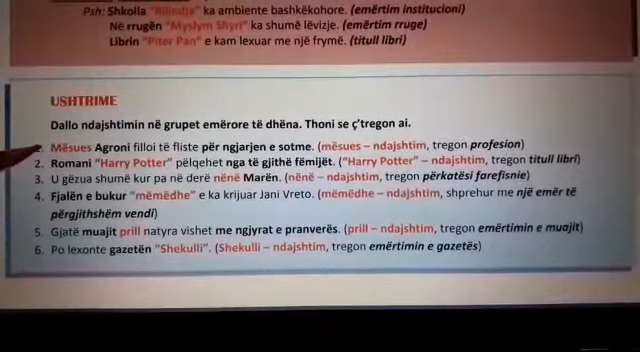 Psh: Shkolla "Rilindja" ka ambiente bashkëkohore. (emërtim institucioni)
Në rrugën "Myslym Shyri" ka shumë lëvizje. (emërtim rruge)
Librin "Piter Pan" e kam lexuar me një frymë. (titull libri)
USHTRIME
Dallo ndajshtimin në grupet emërore të dhëna. Thoni se ç'tregon ai.
1. Mësues Agroni filloi të fliste për ngjarjen e sotme. (mësues – ndajshtim, tregon profesion)
2. Romani "Harry Potter" pëlqehet nga të gjithë fëmijët. ("Harry Potter" – ndajshtim, tregon titull libri)
3. U gëzua shumë kur pa në derë nënë Marën. (nënë – ndajshtim, tregon përkatësi farefisnie)
4. Fjalën e bukur "mëmëdhe" e ka krijuar Jani Vreto. (mëmëdhe – ndajshtim, shprehur me një emër të
përgjithshëm vendi)
5. Gjatë muajit prill natyra vishet me ngjyrat e pranverës. (prill – ndajshtim, tregon emërtimin e muajit)
6. Po lexonte gazetën "Shekulli". (Shekulli – ndajshtim, tregon emërtimin e gazetës)